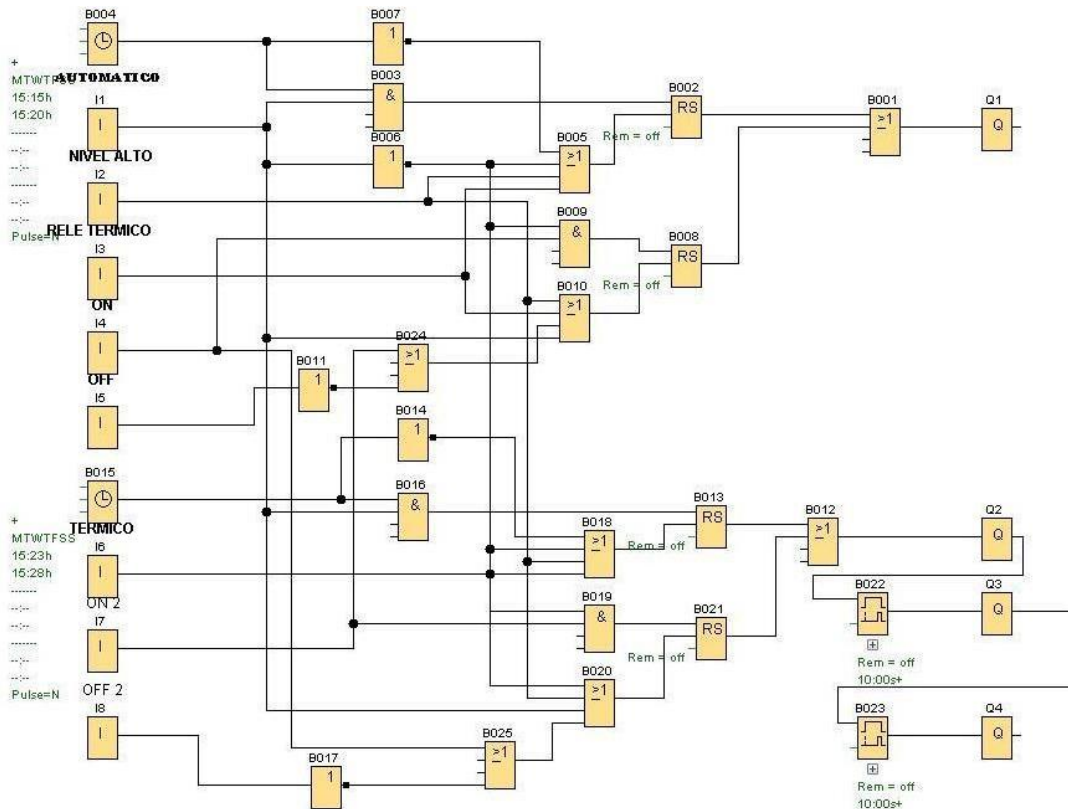 B004
B007
1
+
MTWTFSS
AUTOMATICO
15:15h
15:20h
------
--:--
--:--
------
--:--
--:--
Pulse=N
I1
I
NIVEL ALTO
I2
I
RELE TERMICO
I3
I
ON
I4
I
OFF
I5
I
B003
&
B006
1
B002
RS
Rem = off
B001
>1
Q1
Q
B005
>1
B009
&
B008
RS
Rem = off
B010
>1
B024
>1
B011
1
B014
1
B015
TERMICO
+
MTWTFSS
15:23h
15:28h
------
--:--
--:--
------
--:--
--:--
Pulse=N
B016
&
B013
RS
Rem = off
B012
>1
Q2
Q
B018
>1
I6
I
ON 2
I7
I
OFF 2
I8
I
B019
&
B021
RS
Rem = off
B022
Rem = off
10:00s+
Q3
Q
B020
>1
B023
Rem = off
10:00s+
Q4
Q
B025
>1
B017
1